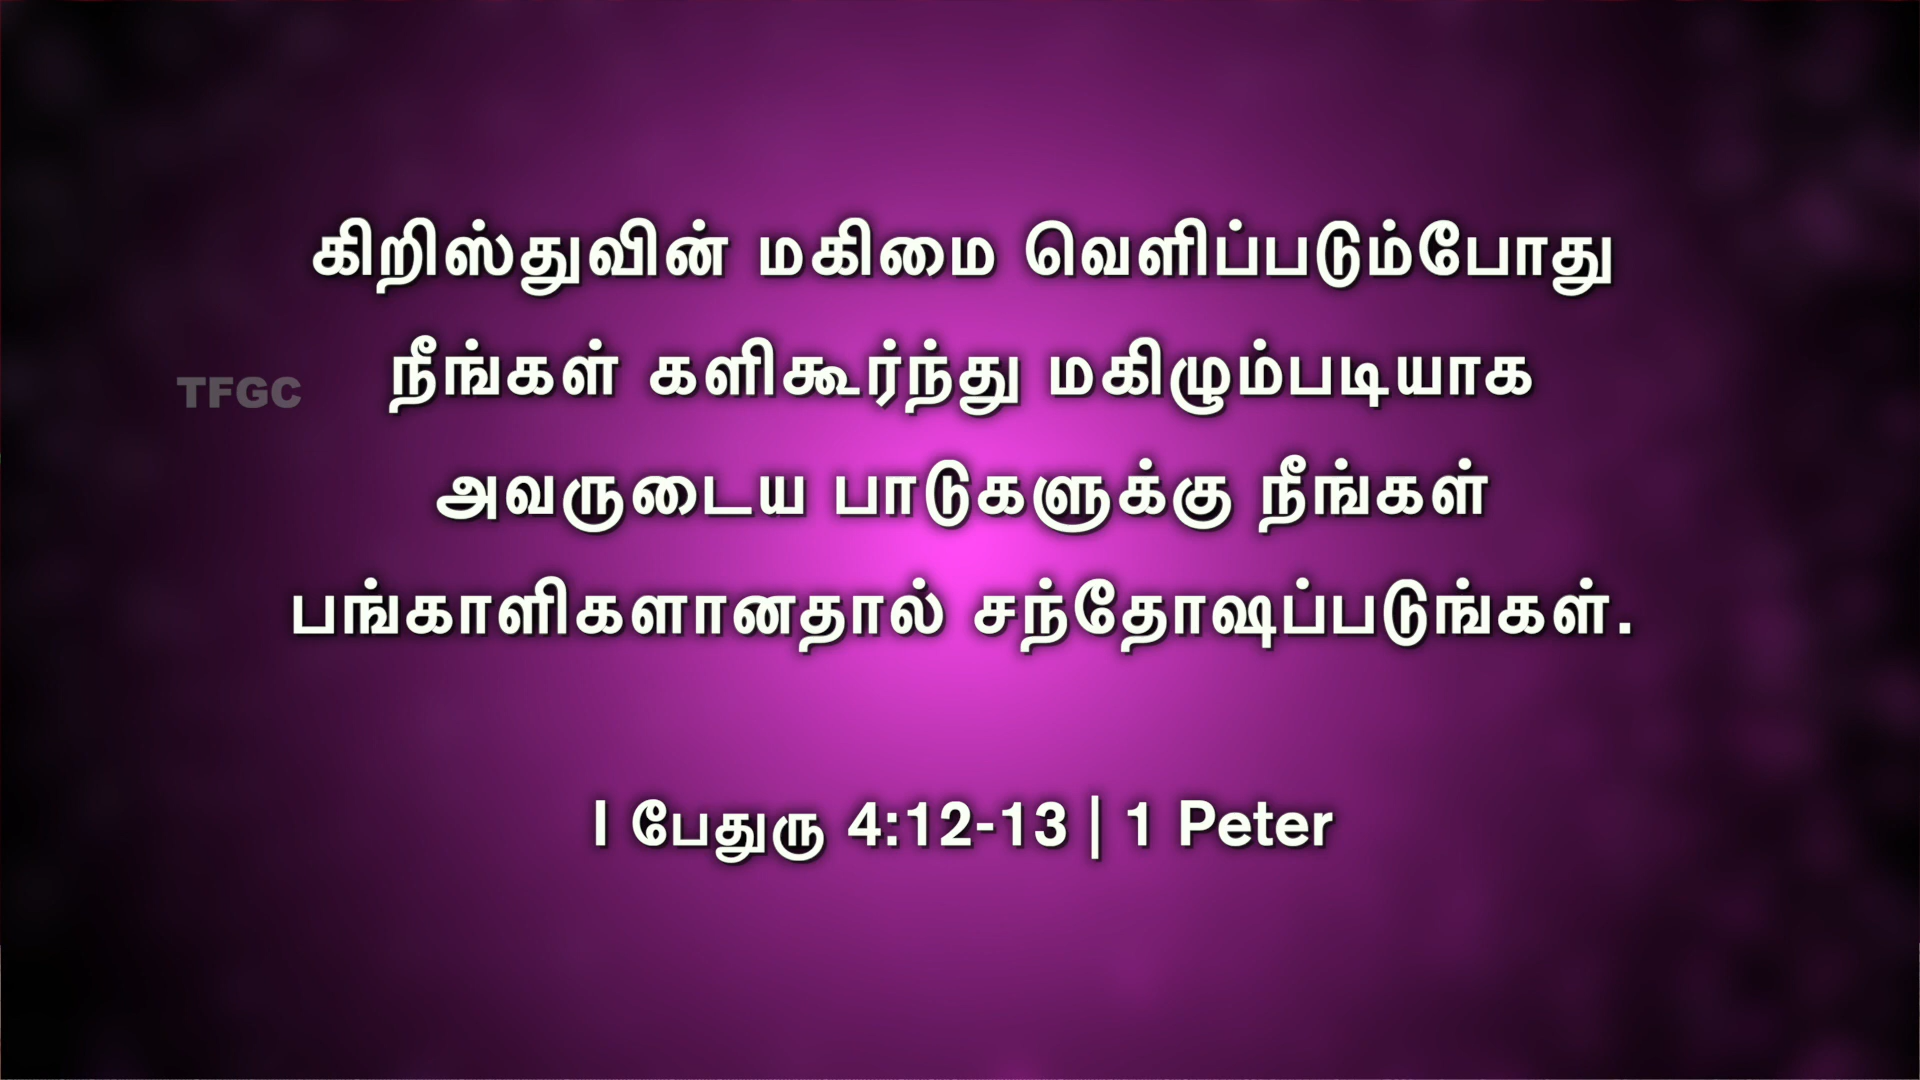 கிறிஸ்துவின் மகிமை வெளிப்படும்போது
நீங்கள் களிகூர்ந்து மகிழும்படியாக
TFGC
அவருடைய பாடுகளுக்கு நீங்கள்
பங்காளிகளானதால் சந்தோஷப்படுங்கள்.
I பேதுரு 4:12-13 | 1 Peter